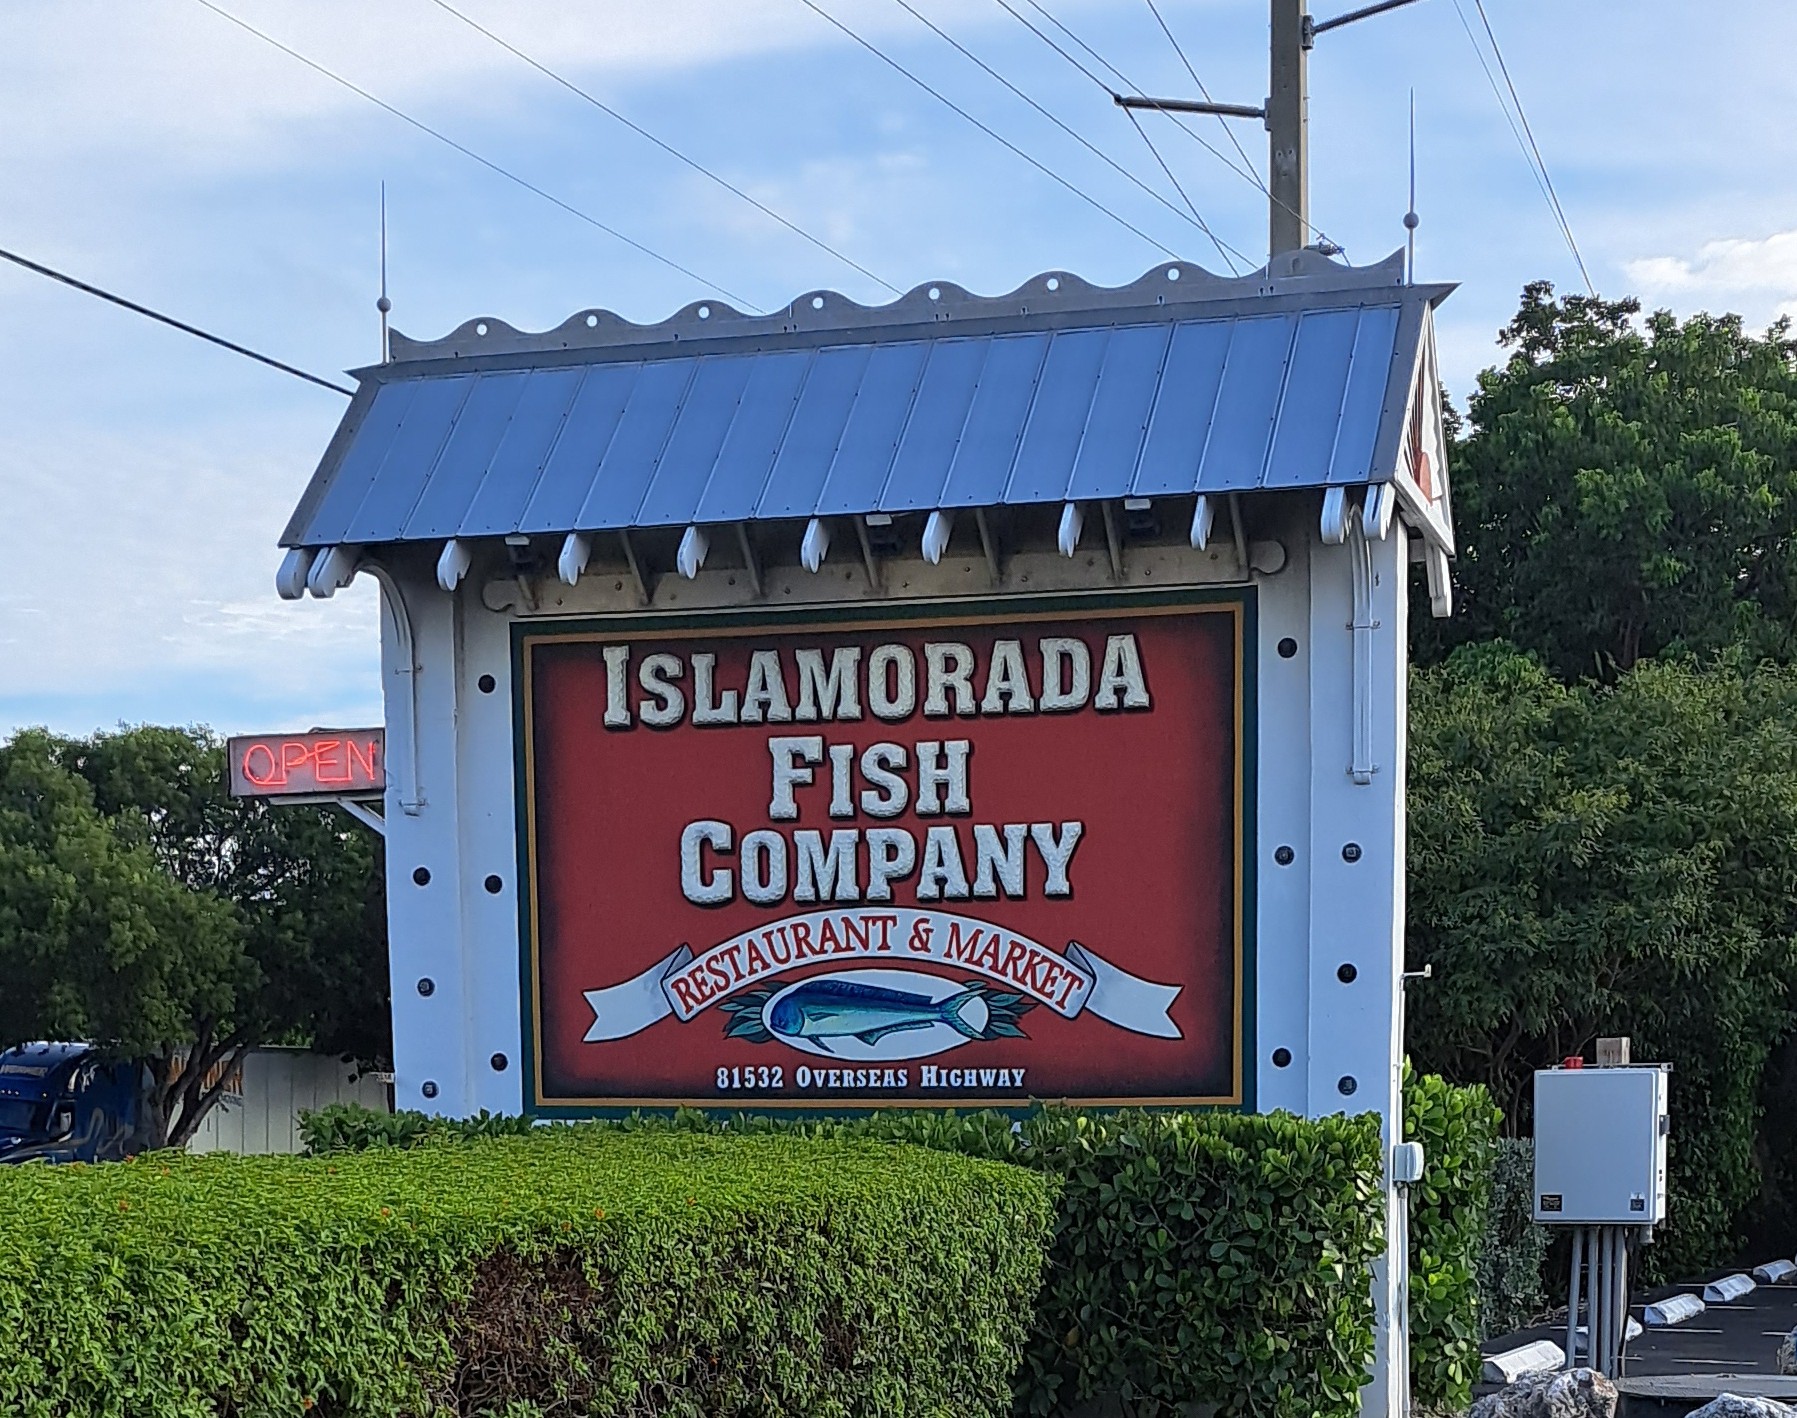 OPEN
ISLAMORADA
FISH
COMPANY
RESTAURANT & MARKET
81532 OVERSEAS HIGHWAY